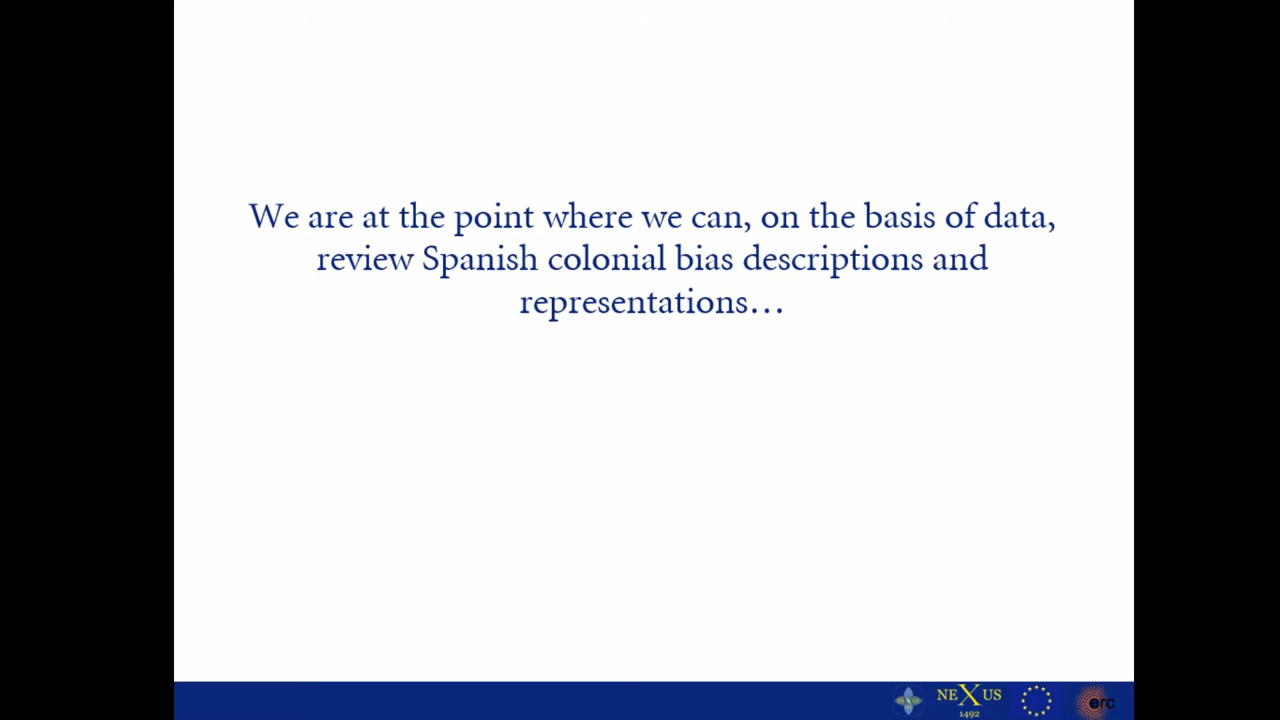 We are at the point where we can, on the basis of data,
review Spanish colonial bias descriptions and
representations…
NEXUS
1492
erc